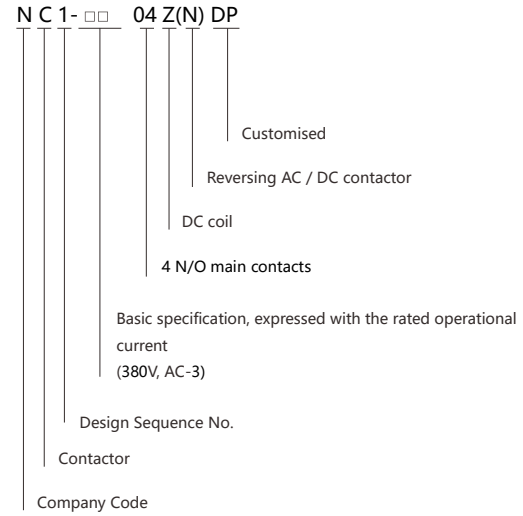 N C 1- □□ 04 Z(N) DP
Customised
Reversing AC / DC contactor
DC coil
4 N/O main contacts
Basic specification, expressed with the rated operational
current
(380V, AC-3)
Design Sequence No.
Contactor
Company Code